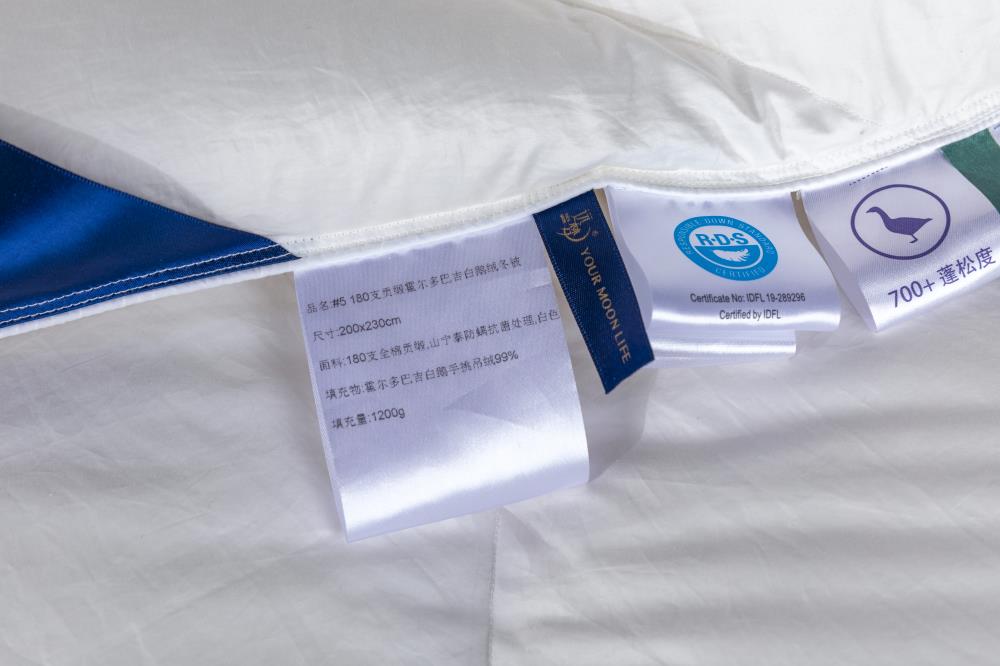 品名:#5 180支贡缎霍尔多巴吉白鹅绒冬被
尺寸:200x230cm
面料:180支全棉贡缎,山宁泰防螨抗菌处理,白色
填充物:霍尔多巴吉白鹅手挑吊绒99%
填充量:1200g
YOUR MOON LIFE
RESPONSIBLE DOWN STANDARD
R·D·S
CERTIFIED
Certificate No: IDFL 19-289296
Certified by IDFL
700+ 蓬松度